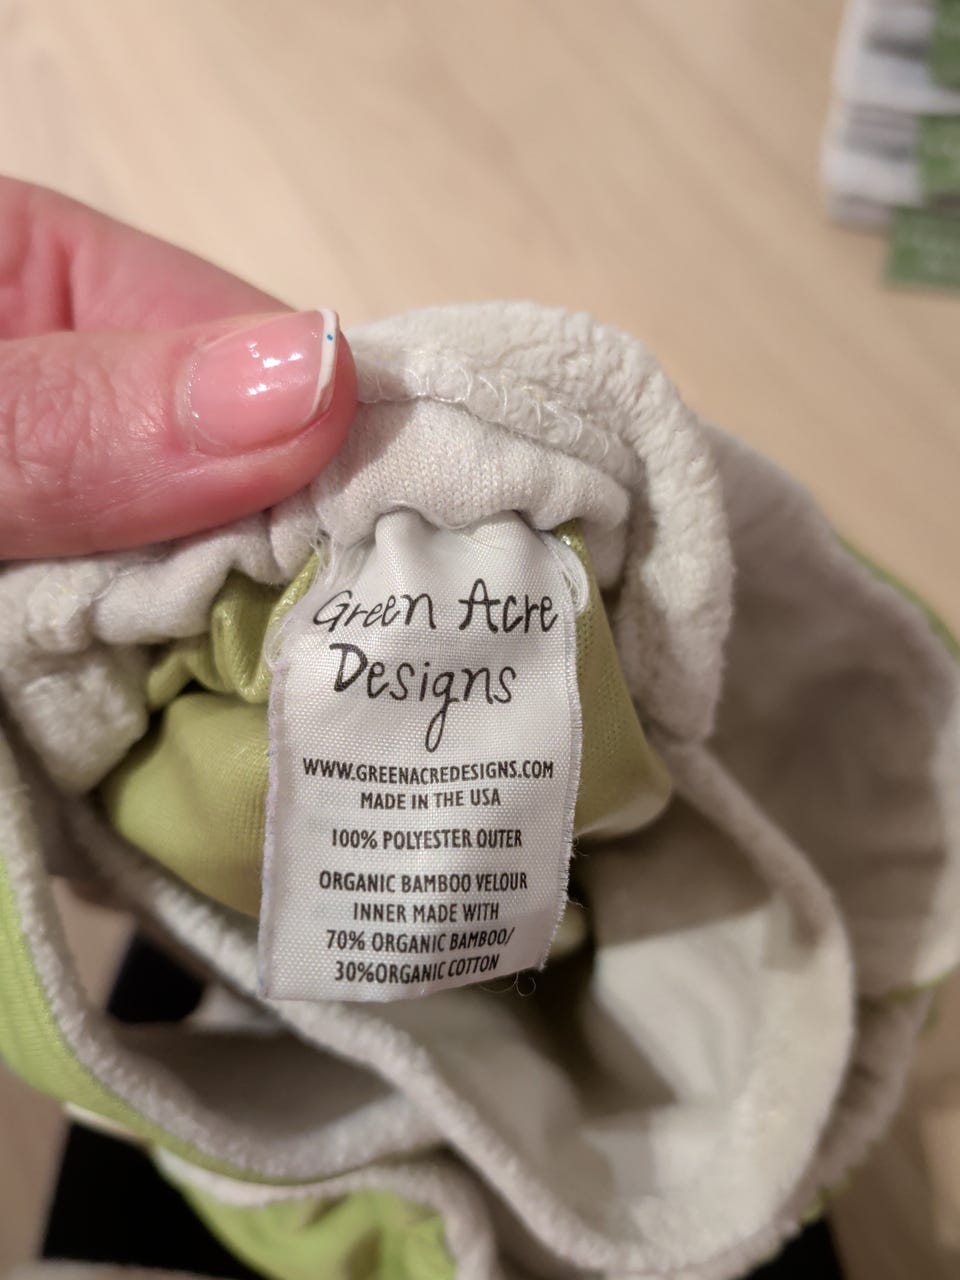 Green Acre
Designs
WWW.GREENACREDESIGNS.COM
MADE IN THE USA
100% POLYESTER OUTER
ORGANIC BAMBOO VELOUR
INNER MADE WITH
70% ORGANIC BAMBOO/
30%ORGANIC COTTON